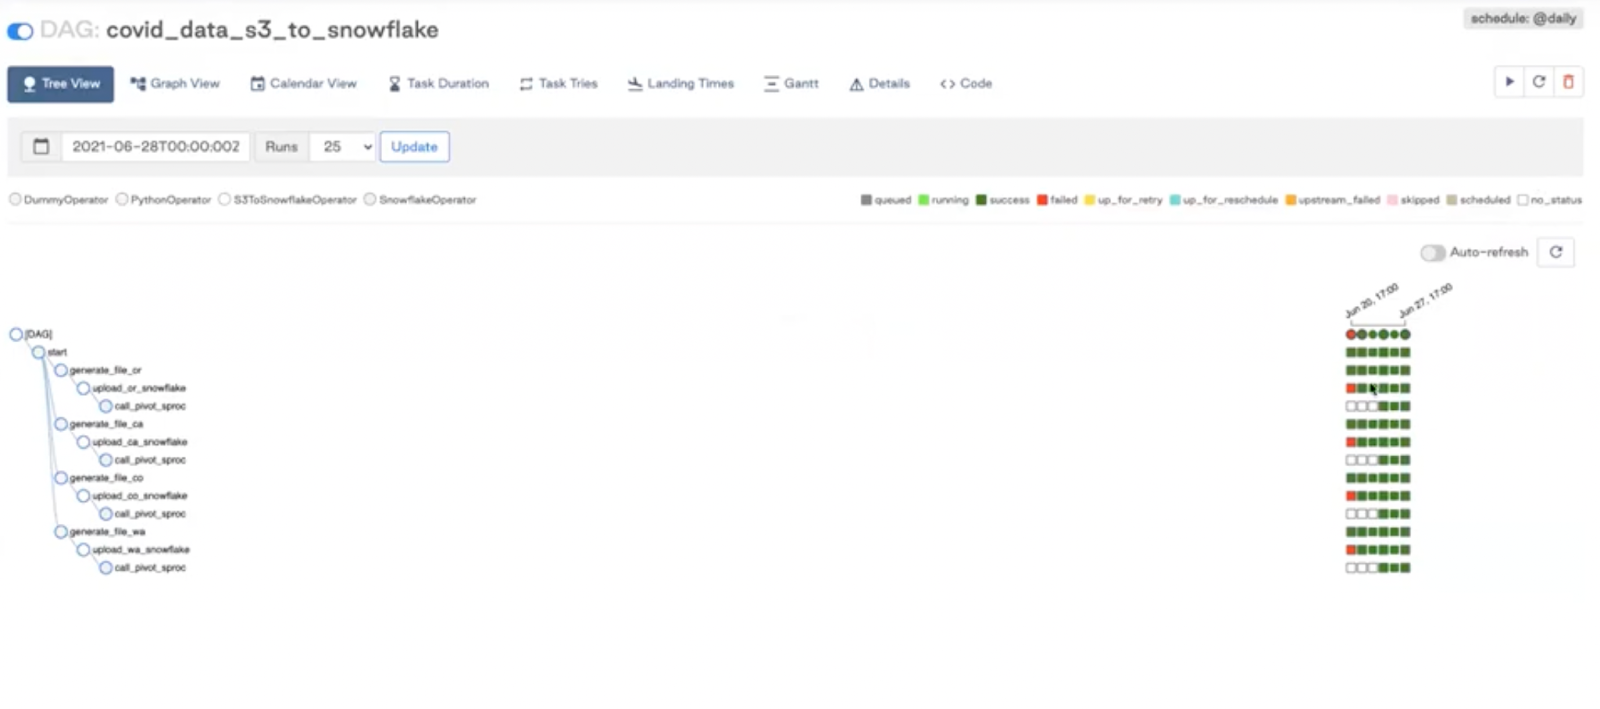 DAG: covid_data_s3_to_snowflake
schedule: @daily
Tree View Graph View Calendar View Task Duration Task Tries Landing Times Gantt Details <> Code
2021-06-28T00:00:00Z Runs 25 Update
DummyOperator PythonOperator S3ToSnowflakeOperator SnowflakeOperator queued running success failed up_for_retry up_for_reschedule upstream_failed skipped scheduled no_status
Auto-refresh
Jun 20, 17:00 Jun 27, 17:00
[DAG]
start
generate_file_or
upload_or_snowflake
call_pivot_sproc
generate_file_ca
upload_ca_snowflake
call_pivot_sproc
generate_file_co
upload_co_snowflake
call_pivot_sproc
generate_file_wa
upload_wa_snowflake
call_pivot_sproc